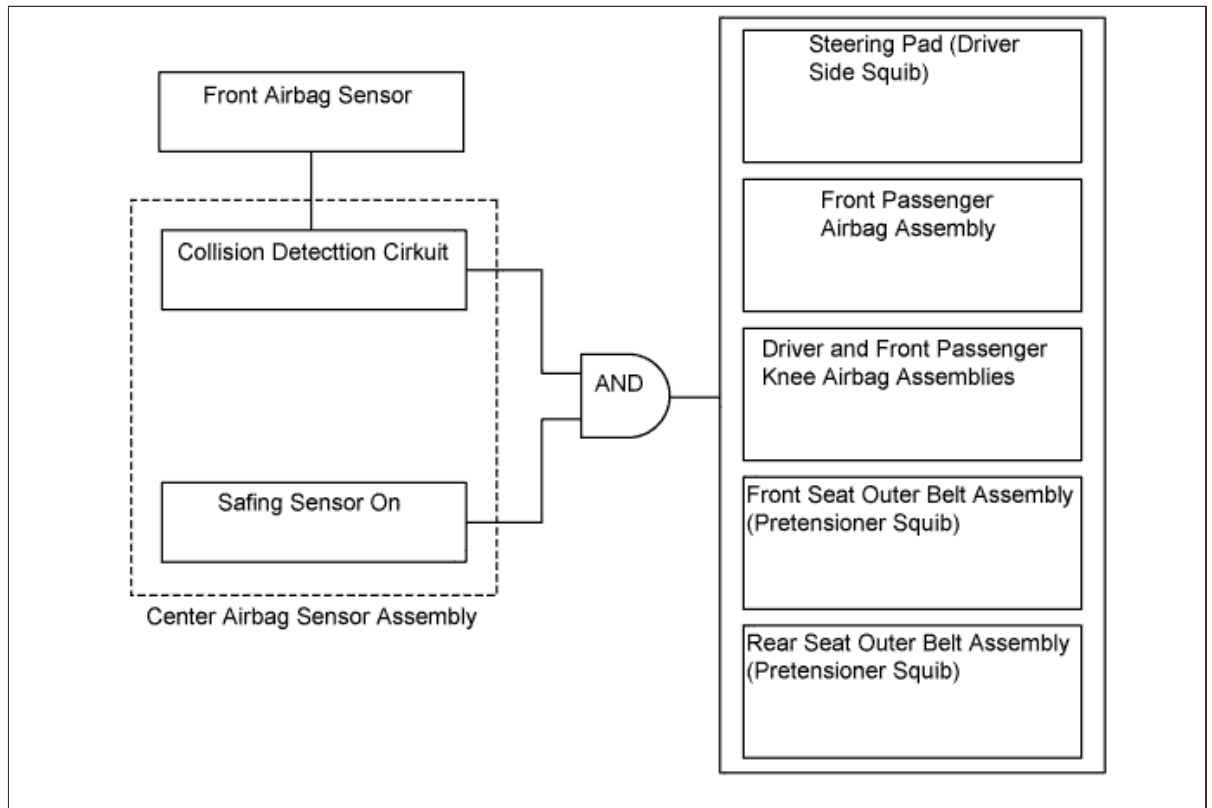 Front Airbag Sensor
Collision Detecttion Cirkuit
Safing Sensor On
Center Airbag Sensor Assembly
AND
Steering Pad (Driver
Side Squib)
Front Passenger
Airbag Assembly
Driver and Front Passenger
Knee Airbag Assemblies
Front Seat Outer Belt Assembly
(Pretensioner Squib)
Rear Seat Outer Belt Assembly
(Pretensioner Squib)